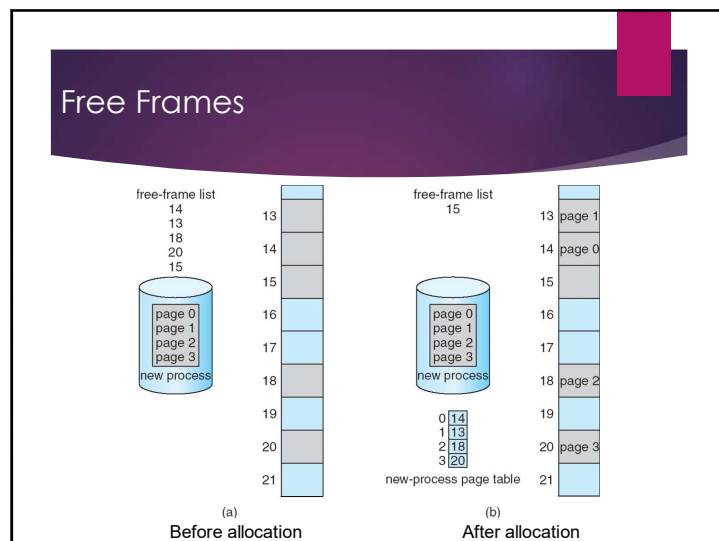 Free Frames
free-frame list
14
13
18
20
15
page 0
page 1
page 2
page 3
new process
13
14
15
16
17
18
19
20
21
(a)
Before allocation
free-frame list
15
page 0
page 1
page 2
page 3
new process
0 14
1 13
2 18
3 20
new-process page table
13 page 1
14 page 0
15
16
17
18 page 2
19
20 page 3
21
(b)
After allocation